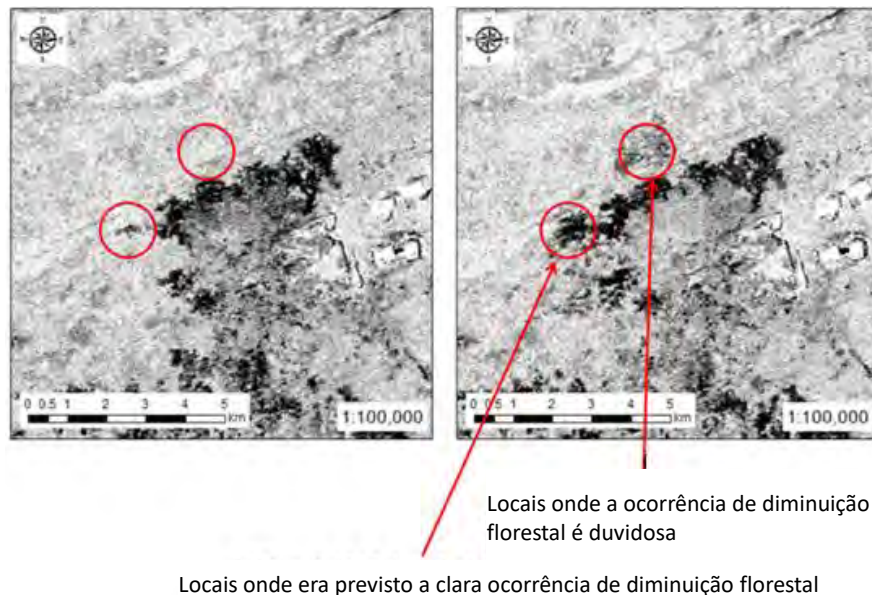 0 0.5 1 2 3 4 5
km
1:100,000
0 0.5 1 2 3 4 5
km
1:100,000
Locais onde a ocorrência de diminuição
florestal é duvidosa
Locais onde era previsto a clara ocorrência de diminuição florestal